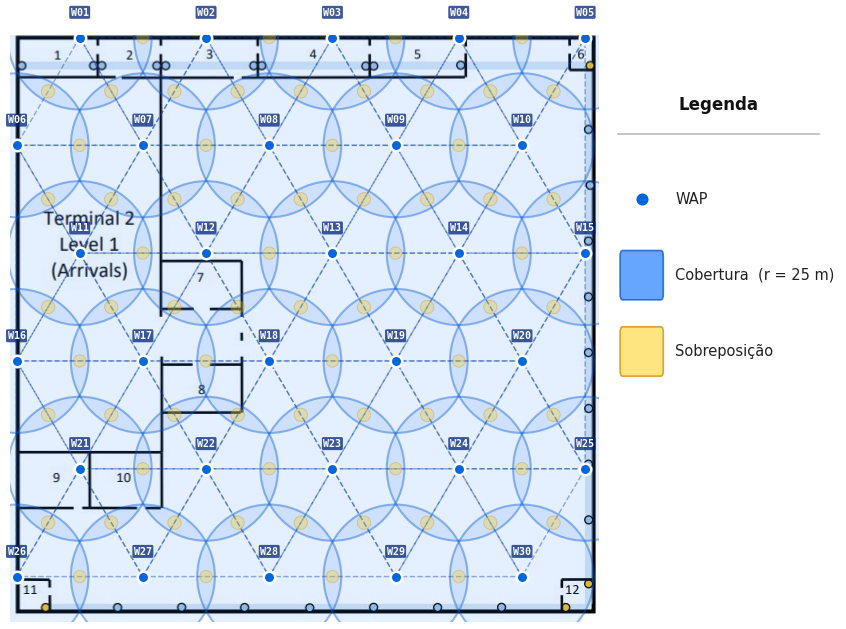 W01 W02 W03 W04 W05
1 2 3 4 5 6
W06 W07 W08 W09 W10
Terminal 2
W11 W12 W13 W14 W15
Level 1
(Arrivals)
7
W16 W17 W18 W19 W20
8
W21 W22 W23 W24 W25
9 10
W26 W27 W28 W29 W30
11 12
Legenda
WAP
Cobertura (r = 25 m)
Sobreposição